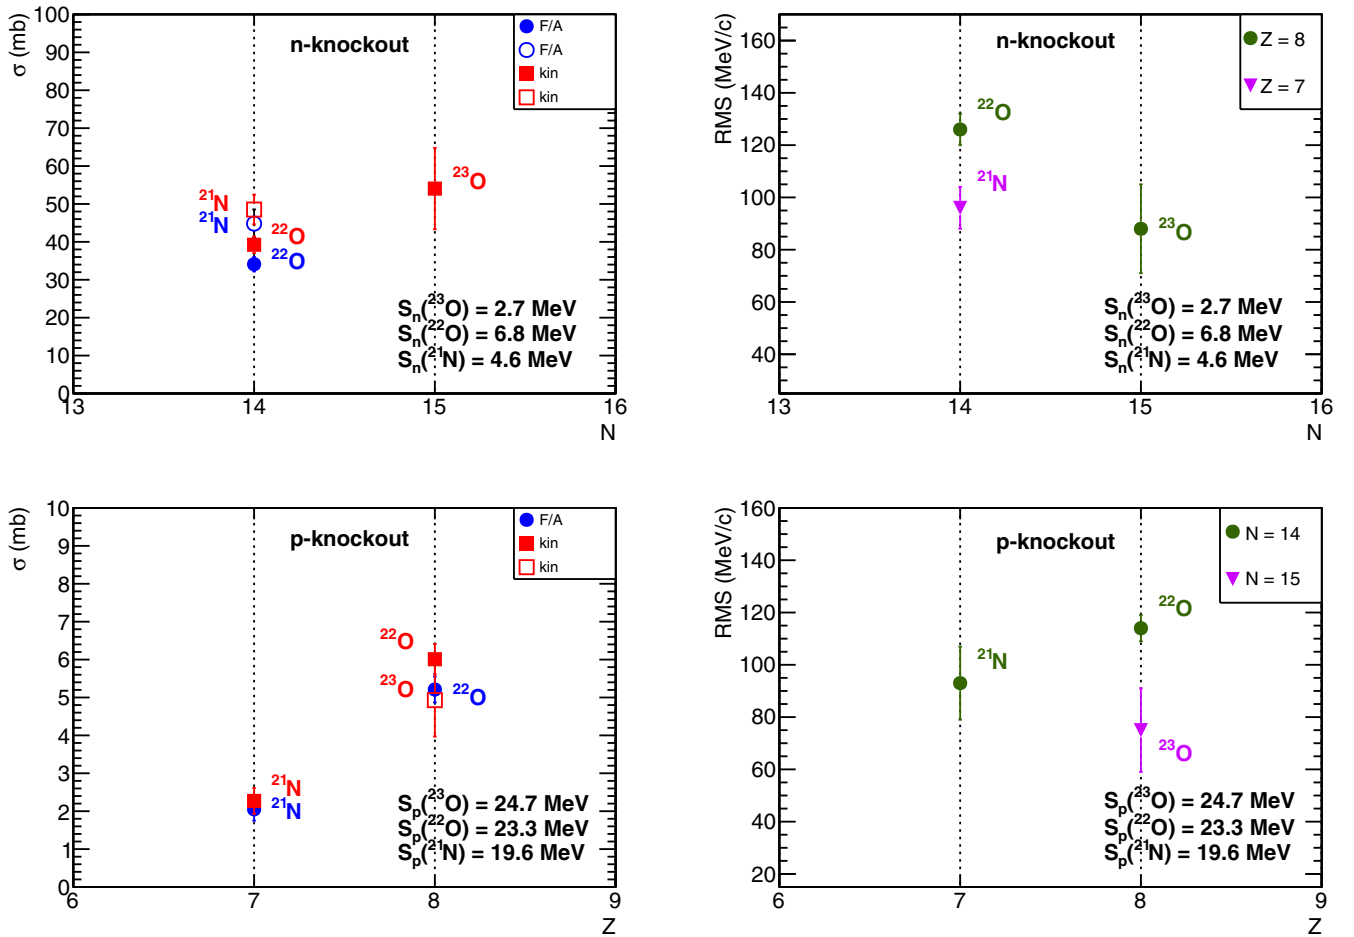 n-knockout
σ (mb)
100
90
80
70
60
50
40
30
20
10
0
13
14
15
16
N
F/A
F/A
kin
kin
²¹N
²¹N
²²O
²²O
²³O
Sₙ(²³O) = 2.7 MeV
Sₙ(²²O) = 6.8 MeV
Sₙ(²¹N) = 4.6 MeV
n-knockout
RMS (MeV/c)
160
140
120
100
80
60
40
13
14
15
16
N
Z = 8
Z = 7
²²O
²¹N
²³O
Sₙ(²³O) = 2.7 MeV
Sₙ(²²O) = 6.8 MeV
Sₙ(²¹N) = 4.6 MeV
p-knockout
σ (mb)
10
9
8
7
6
5
4
3
2
1
0
6
7
8
9
Z
F/A
kin
kin
²²O
²³O
²²O
²¹N
²¹N
Sₚ(²³O) = 24.7 MeV
Sₚ(²²O) = 23.3 MeV
Sₚ(²¹N) = 19.6 MeV
p-knockout
RMS (MeV/c)
160
140
120
100
80
60
40
20
6
7
8
9
Z
N = 14
N = 15
²²O
²¹N
²³O
Sₚ(²³O) = 24.7 MeV
Sₚ(²²O) = 23.3 MeV
Sₚ(²¹N) = 19.6 MeV